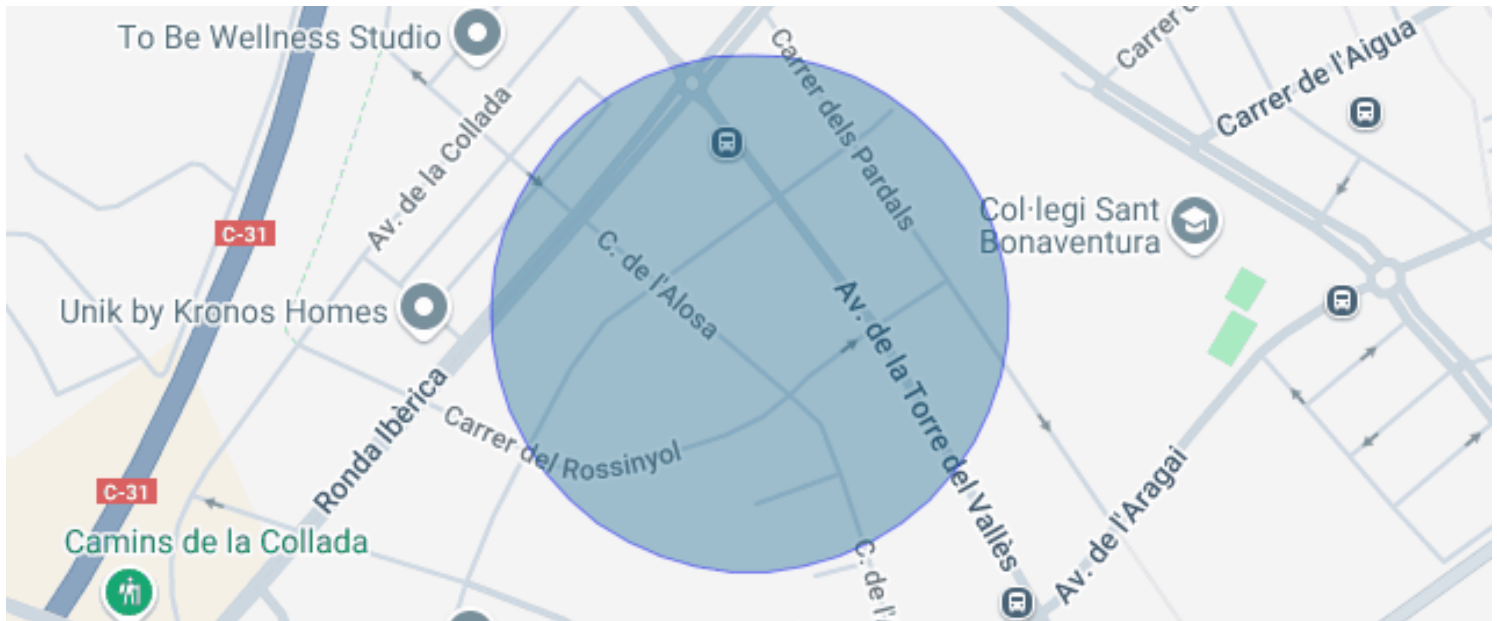 To Be Wellness Studio
Carrer dels Pardals
Carrer d
Carrer de l'Aigua
Av. de la Collada
C-31
Col·legi Sant
Bonaventura
C. de l'Alosa
Unik by Kronos Homes
Av. de la Torre del Vallès
Ronda Ibèrica
Carrer del Rossinyol
C-31
Av. de l'Aragai
Camins de la Collada
C. de l'A